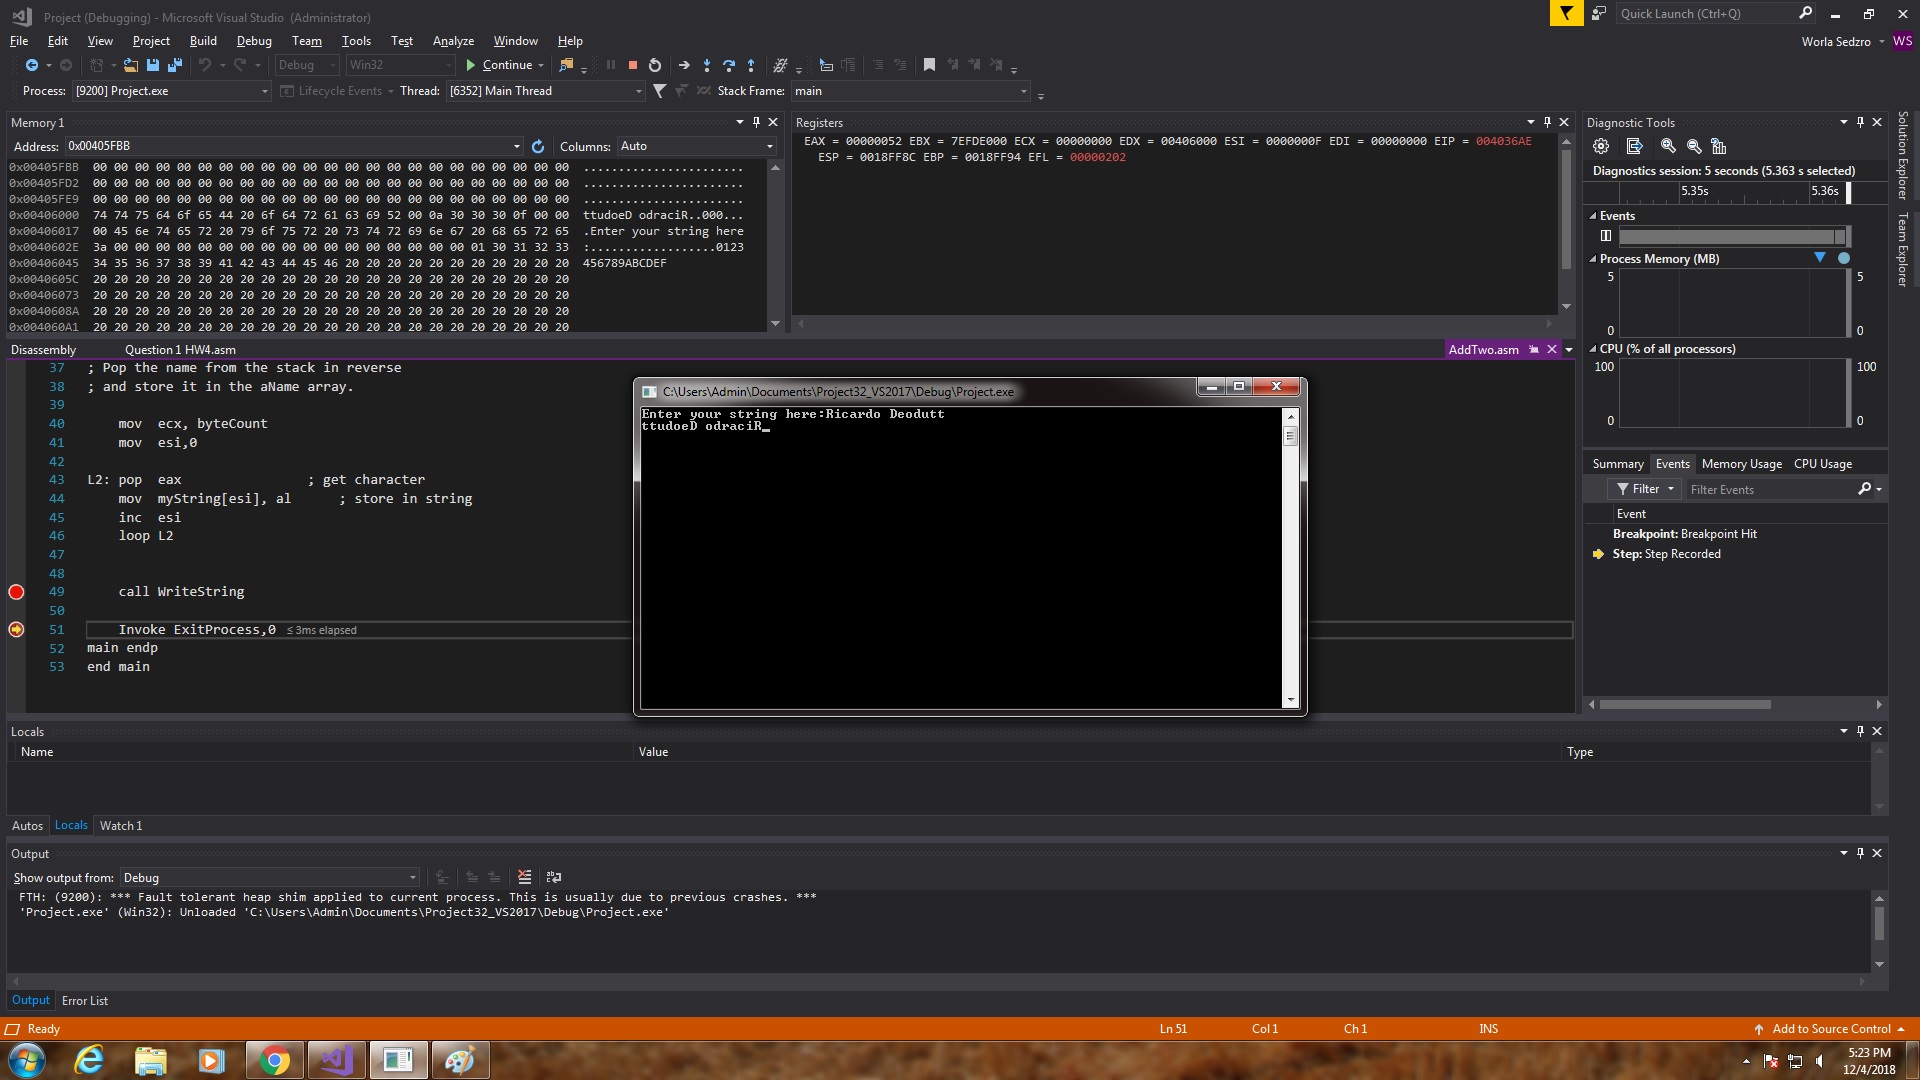 Project (Debugging) - Microsoft Visual Studio (Administrator)
Quick Launch (Ctrl+Q)
File Edit View Project Build Debug Team Tools Test Analyze Window Help
Worla Sedzro WS
Debug Win32 Continue
Process: [9200] Project.exe Lifecycle Events Thread: [6352] Main Thread Stack Frame: main
Memory 1
Address: 0x00405FBB Columns: Auto
0x00405FBB 00 00 00 00 00 00 00 00 00 00 00 00 00 00 00 00 00 00 00 00 00 00 00 .......................
0x00405FD2 00 00 00 00 00 00 00 00 00 00 00 00 00 00 00 00 00 00 00 00 00 00 00 .......................
0x00405FE9 00 00 00 00 00 00 00 00 00 00 00 00 00 00 00 00 00 00 00 00 00 00 00 .......................
0x00406000 74 74 75 64 6f 65 44 20 6f 64 72 61 63 69 52 00 0a 30 30 30 0f 00 00 ttudoeD odraciR..000...
0x00406017 00 45 6e 74 65 72 20 79 6f 75 72 20 73 74 72 69 6e 67 20 68 65 72 65 .Enter your string here
0x0040602E 3a 00 00 00 00 00 00 00 00 00 00 00 00 00 00 00 00 00 01 30 31 32 33 :..................0123
0x00406045 34 35 36 37 38 39 41 42 43 44 45 46 20 20 20 20 20 20 20 20 20 20 20 456789ABCDEF
0x0040605C 20 20 20 20 20 20 20 20 20 20 20 20 20 20 20 20 20 20 20 20 20 20 20
0x00406073 20 20 20 20 20 20 20 20 20 20 20 20 20 20 20 20 20 20 20 20 20 20 20
0x0040608A 20 20 20 20 20 20 20 20 20 20 20 20 20 20 20 20 20 20 20 20 20 20 20
0x004060A1 20 20 20 20 20 20 20 20 20 20 20 20 20 20 20 20 20 20 20 20 20 20 20
Registers
EAX = 00000052 EBX = 7EFDE000 ECX = 00000000 EDX = 00406000 ESI = 0000000F EDI = 00000000 EIP = 004036AE
ESP = 0018FF8C EBP = 0018FF94 EFL = 00000202
Diagnostic Tools
Diagnostics session: 5 seconds (5.363 s selected)
5.35s 5.36s
Events
Process Memory (MB)
5 5
0 0
CPU (% of all processors)
100 100
0 0
Summary Events Memory Usage CPU Usage
Filter Filter Events
Event
Breakpoint: Breakpoint Hit
Step: Step Recorded
Solution Explorer
Team Explorer
Disassembly Question 1 HW4.asm AddTwo.asm
37 ; Pop the name from the stack in reverse
38 ; and store it in the aName array.
39
40 mov ecx, byteCount
41 mov esi,0
42
43 L2: pop eax ; get character
44 mov myString[esi], al ; store in string
45 inc esi
46 loop L2
47
48
49 call WriteString
50
51 Invoke ExitProcess,0 ≤ 3ms elapsed
52 main endp
53 end main
C:\Users\Admin\Documents\Project32_VS2017\Debug\Project.exe
Enter your string here:Ricardo Deodutt
ttudoeD odraciR_
Locals
Name Value Type
Autos Locals Watch 1
Output
Show output from: Debug
FTH: (9200): *** Fault tolerant heap shim applied to current process. This is usually due to previous crashes. ***
'Project.exe' (Win32): Unloaded 'C:\Users\Admin\Documents\Project32_VS2017\Debug\Project.exe'
Output Error List
Ready Ln 51 Col 1 Ch 1 INS Add to Source Control
5:23 PM
12/4/2018